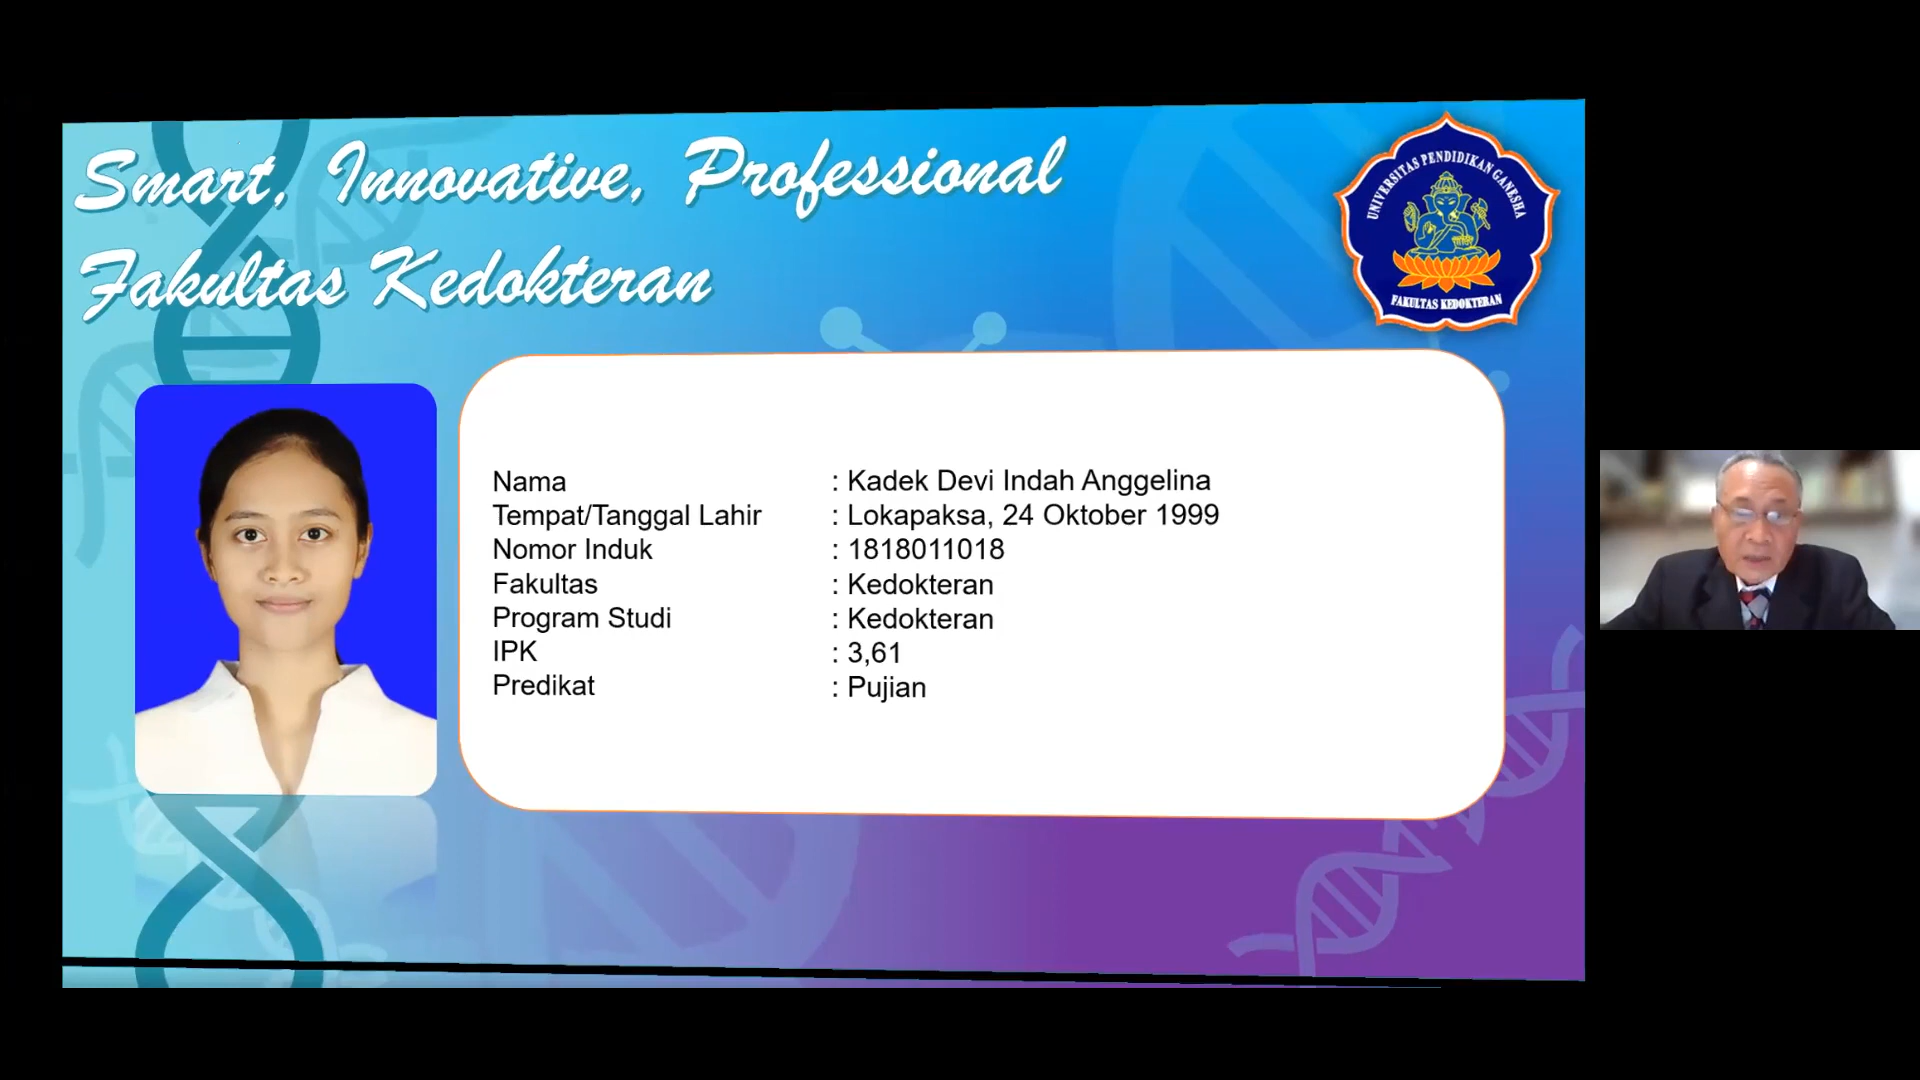 Smart, Innovative, Professional
Fakultas Kedokteran
UNIVERSITAS PENDIDIKAN GANESHA
FAKULTAS KEDOKTERAN
Nama : Kadek Devi Indah Anggelina
Tempat/Tanggal Lahir : Lokapaksa, 24 Oktober 1999
Nomor Induk : 1818011018
Fakultas : Kedokteran
Program Studi : Kedokteran
IPK : 3,61
Predikat : Pujian